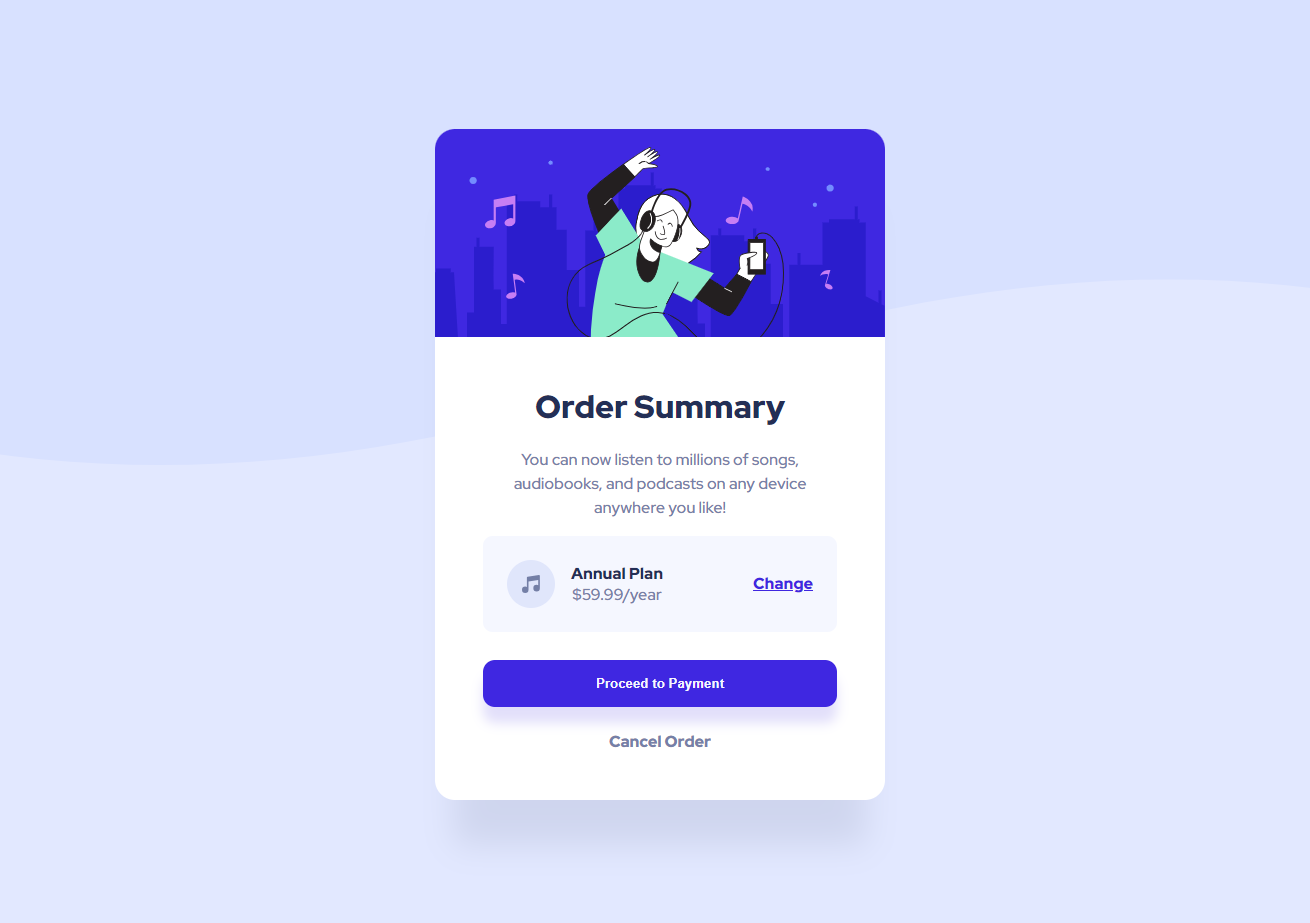 Order Summary
You can now listen to millions of songs,
audiobooks, and podcasts on any device
anywhere you like!
Annual Plan
$59.99/year
Change
Proceed to Payment
Cancel Order